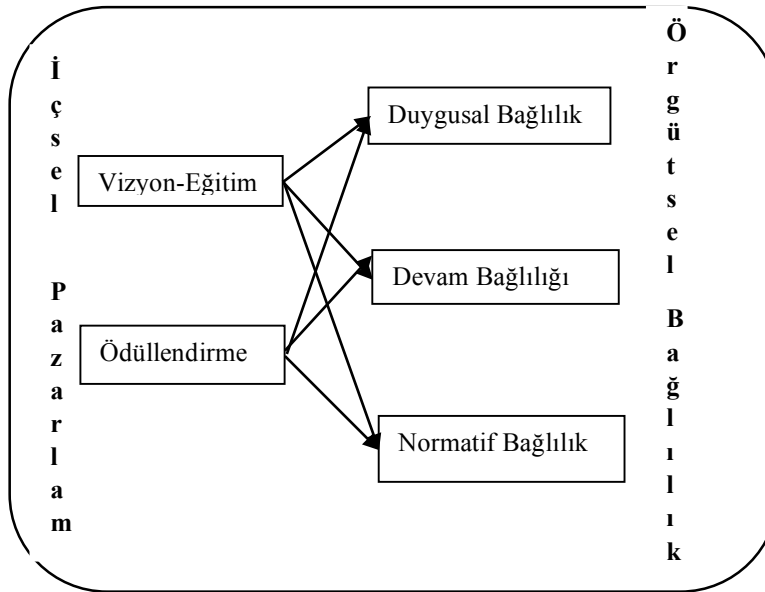 İçsel Pazarlam
Vizyon-Eğitim
Ödüllendirme
Duygusal Bağlılık
Devam Bağlılığı
Normatif Bağlılık
Örgütsel Bağlılık